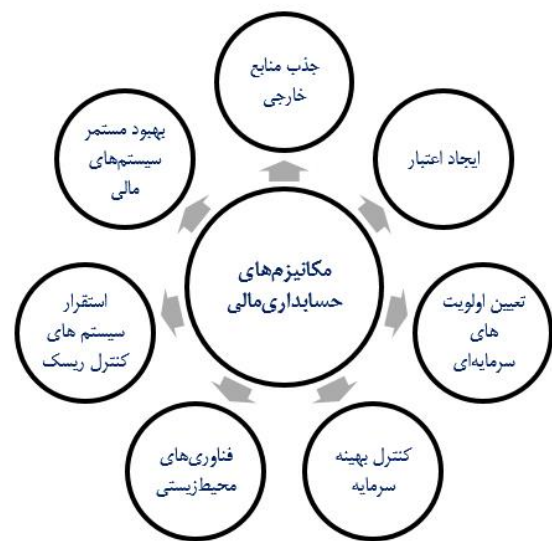 جذب منابع
خارجی
ایجاد اعتبار
تعیین اولویت
های
سرمایه‌ای
کنترل بهینه
سرمایه
فناوری‌های
محیط‌زیستی
استقرار
سیستم های
کنترل ریسک
بهبود مستمر
سیستم‌های
مالی
مکانیزم‌های
حسابداری‌مالی